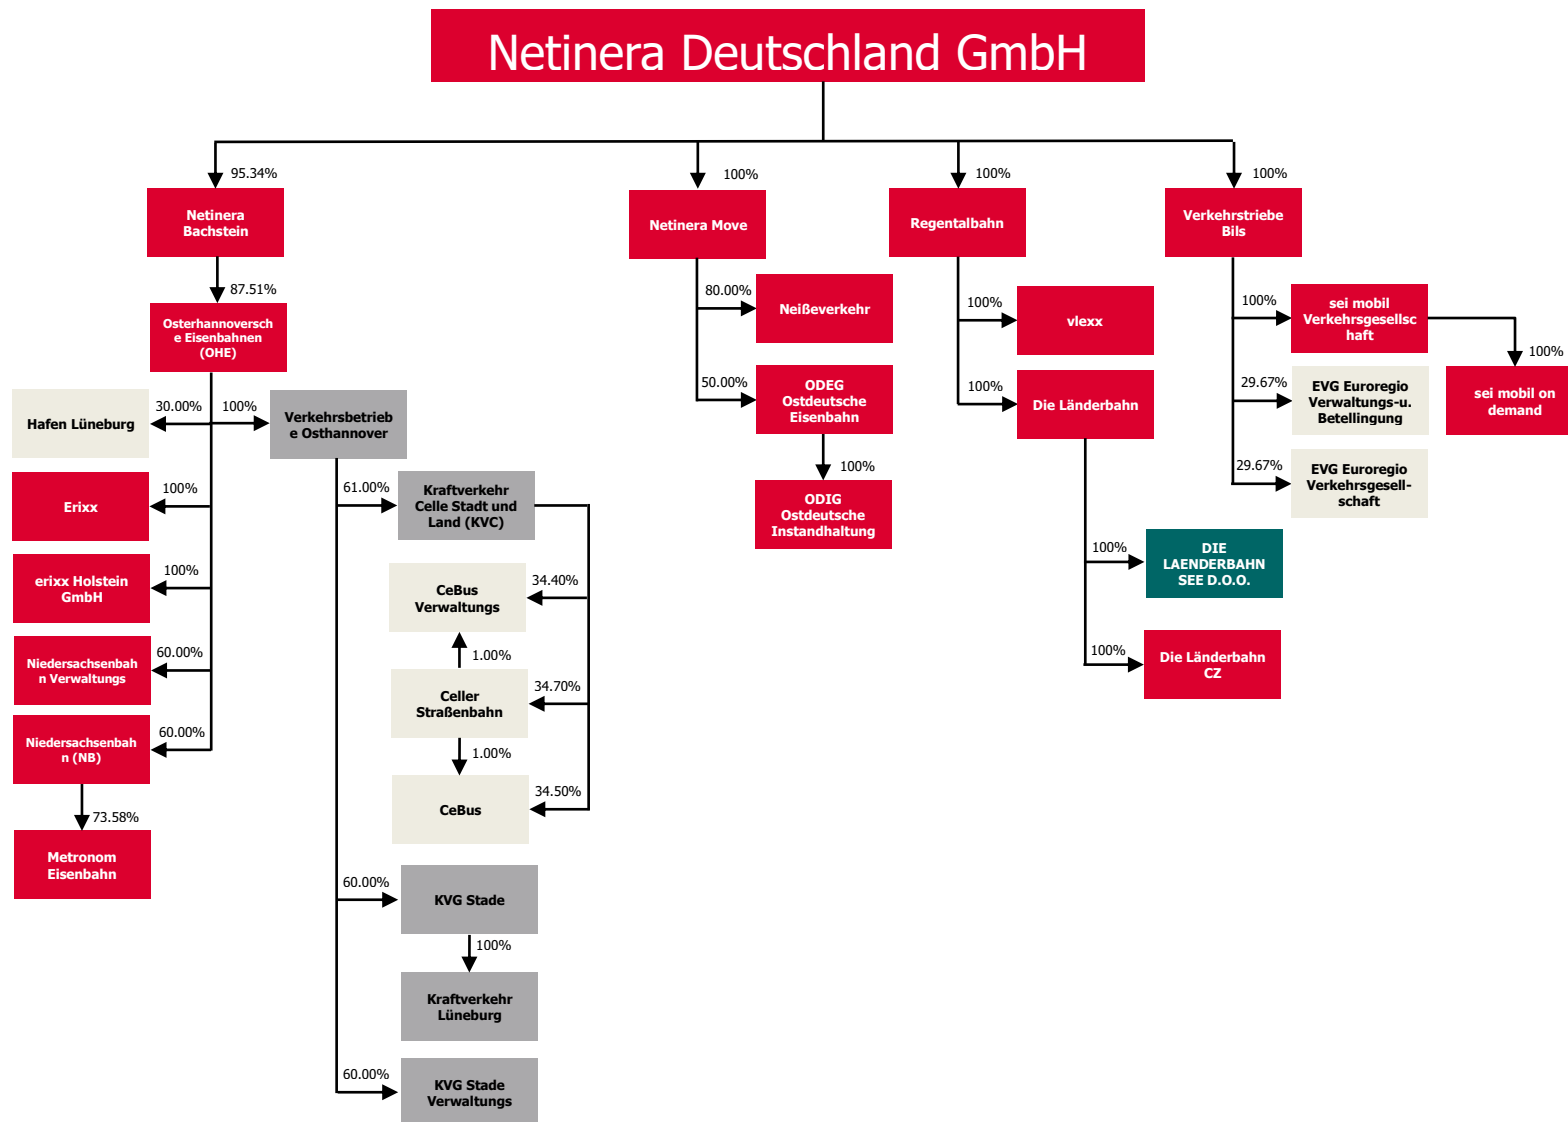 Netinera Deutschland GmbH
95.34%
100%
100%
100%
Netinera
Bachstein
Netinera Move
Regentalbahn
Verkehrstriebe
Bils
87.51%
80.00%
100%
100%
Osterhannoversch
e Eisenbahnen
(OHE)
Neißeverkehr
vlexx
sei mobil
Verkehrsgesellsc
haft
100%
30.00%
100%
50.00%
100%
29.67%
Hafen Lüneburg
Verkehrsbetrieb
e Osthannover
ODEG
Ostdeutsche
Eisenbahn
Die Länderbahn
EVG Euroregio
Verwaltungs-u.
Betellingung
sei mobil on
demand
100%
61.00%
100%
29.67%
Erixx
Kraftverkehr
Celle Stadt und
Land (KVC)
ODIG
Ostdeutsche
Instandhaltung
EVG Euroregio
Verkehrsgesell-
schaft
100%
34.40%
100%
erixx Holstein
GmbH
CeBus
Verwaltungs
DIE
LAENDERBAHN
SEE D.O.O.
60.00%
1.00%
100%
Niedersachsenbah
n Verwaltungs
34.70%
Celler
Straßenbahn
Die Länderbahn
CZ
60.00%
1.00%
Niedersachsenbah
n (NB)
34.50%
CeBus
73.58%
Metronom
Eisenbahn
60.00%
KVG Stade
100%
Kraftverkehr
Lüneburg
60.00%
KVG Stade
Verwaltungs